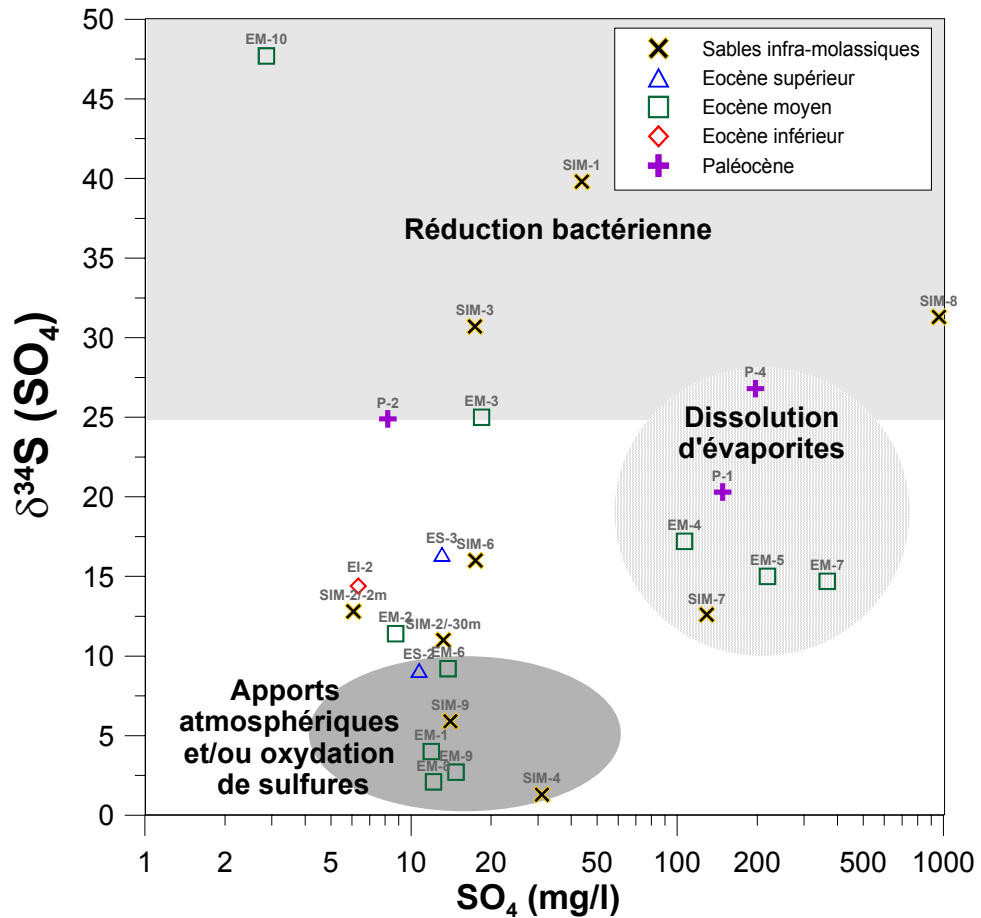 50
45
40
35
30
25
20
15
10
5
0
δ34S (SO4)
1
2
5
10
20
50
100
200
500
1000
SO4 (mg/l)
Sables infra-molassiques
Eocène supérieur
Eocène moyen
Eocène inférieur
Paléocène
EM-10
SIM-1
Réduction bactérienne
SIM-3
SIM-8
P-4
P-2
EM-3
Dissolution
d'évaporites
P-1
EM-4
ES-3
SIM-6
EM-5
EM-7
EI-2
SIM-2/-2m
SIM-7
EM-2
SIM-2/-30m
ES-2
EM-6
Apports
atmosphériques
et/ou oxydation
de sulfures
SIM-9
EM-1
EM-9
EM-8
SIM-4